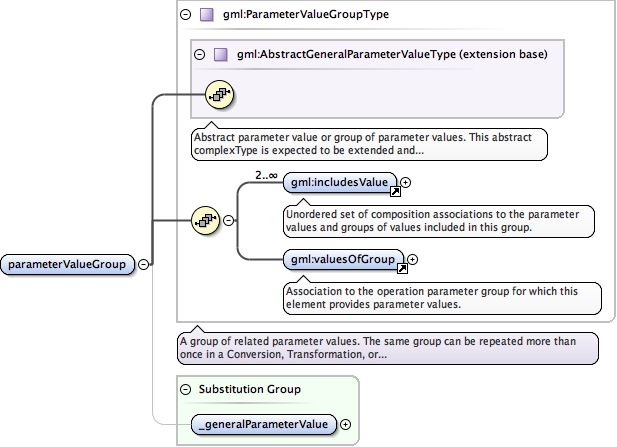 gml:ParameterValueGroupType
gml:AbstractGeneralParameterValueType (extension base)
Abstract parameter value or group of parameter values. This abstract
complexType is expected to be extended and...
2..∞
gml:includesValue
Unordered set of composition associations to the parameter
values and groups of values included in this group.
parameterValueGroup
gml:valuesOfGroup
Association to the operation parameter group for which this
element provides parameter values.
A group of related parameter values. The same group can be repeated more than
once in a Conversion, Transformation, or...
Substitution Group
_generalParameterValue